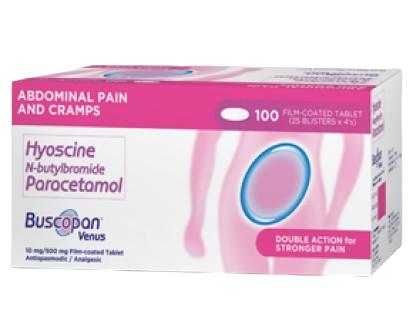 ABDOMINAL PAIN
AND CRAMPS
100 FILM-COATED TABLET
(25 BLISTERS x 4's)
Hyoscine
N-butylbromide
Paracetamol
Buscopan®
Venus
10 mg/500 mg Film-coated Tablet
Antispasmodic / Analgesic
DOUBLE ACTION for
STRONGER PAIN